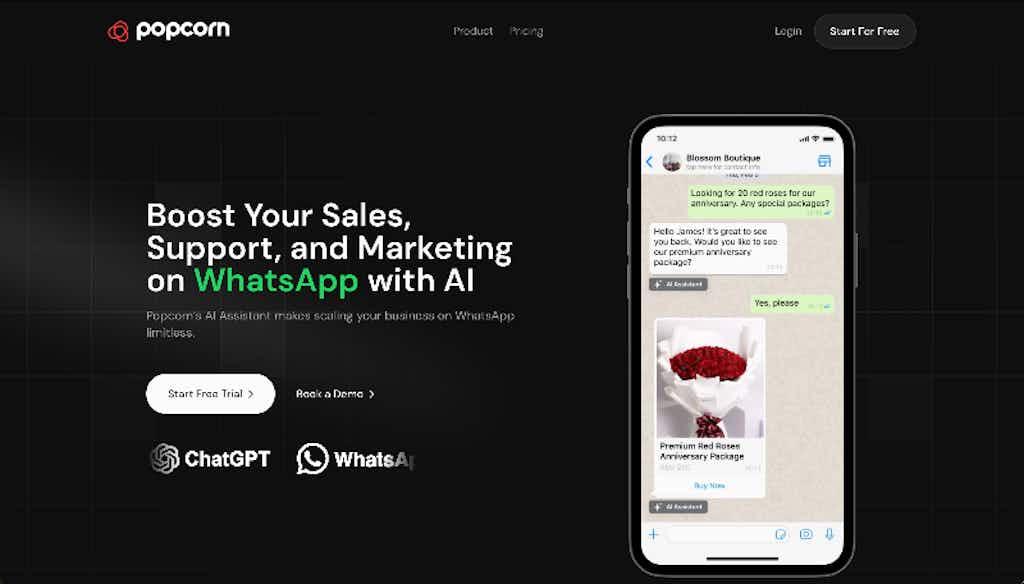 popcorn
Product
Pricing
Login
Start For Free
Boost Your Sales,
Support, and Marketing
on WhatsApp with AI
Popcorn's AI Assistant makes scaling your business on WhatsApp
limitless.
Start Free Trial
Book a Demo
ChatGPT
WhatsAp
10:12
Blossom Boutique
tap here for contact info
Looking for 20 red roses for our
anniversary. Any special packages?
Hello James! It's great to see
you back. Would you like to see
our premium anniversary
package?
AI Assistant
Yes, please
Premium Red Roses
Anniversary Package
Buy Now
AI Assistant